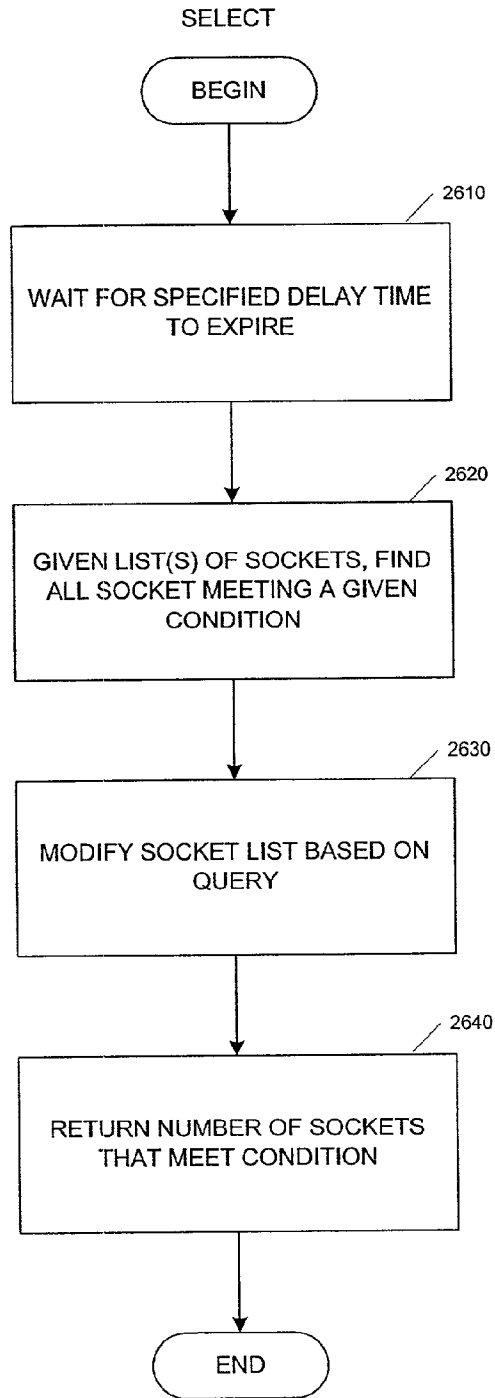 SELECT
BEGIN
2610
WAIT FOR SPECIFIED DELAY TIME
TO EXPIRE
2620
GIVEN LIST(S) OF SOCKETS, FIND
ALL SOCKET MEETING A GIVEN
CONDITION
2630
MODIFY SOCKET LIST BASED ON
QUERY
2640
RETURN NUMBER OF SOCKETS
THAT MEET CONDITION
END